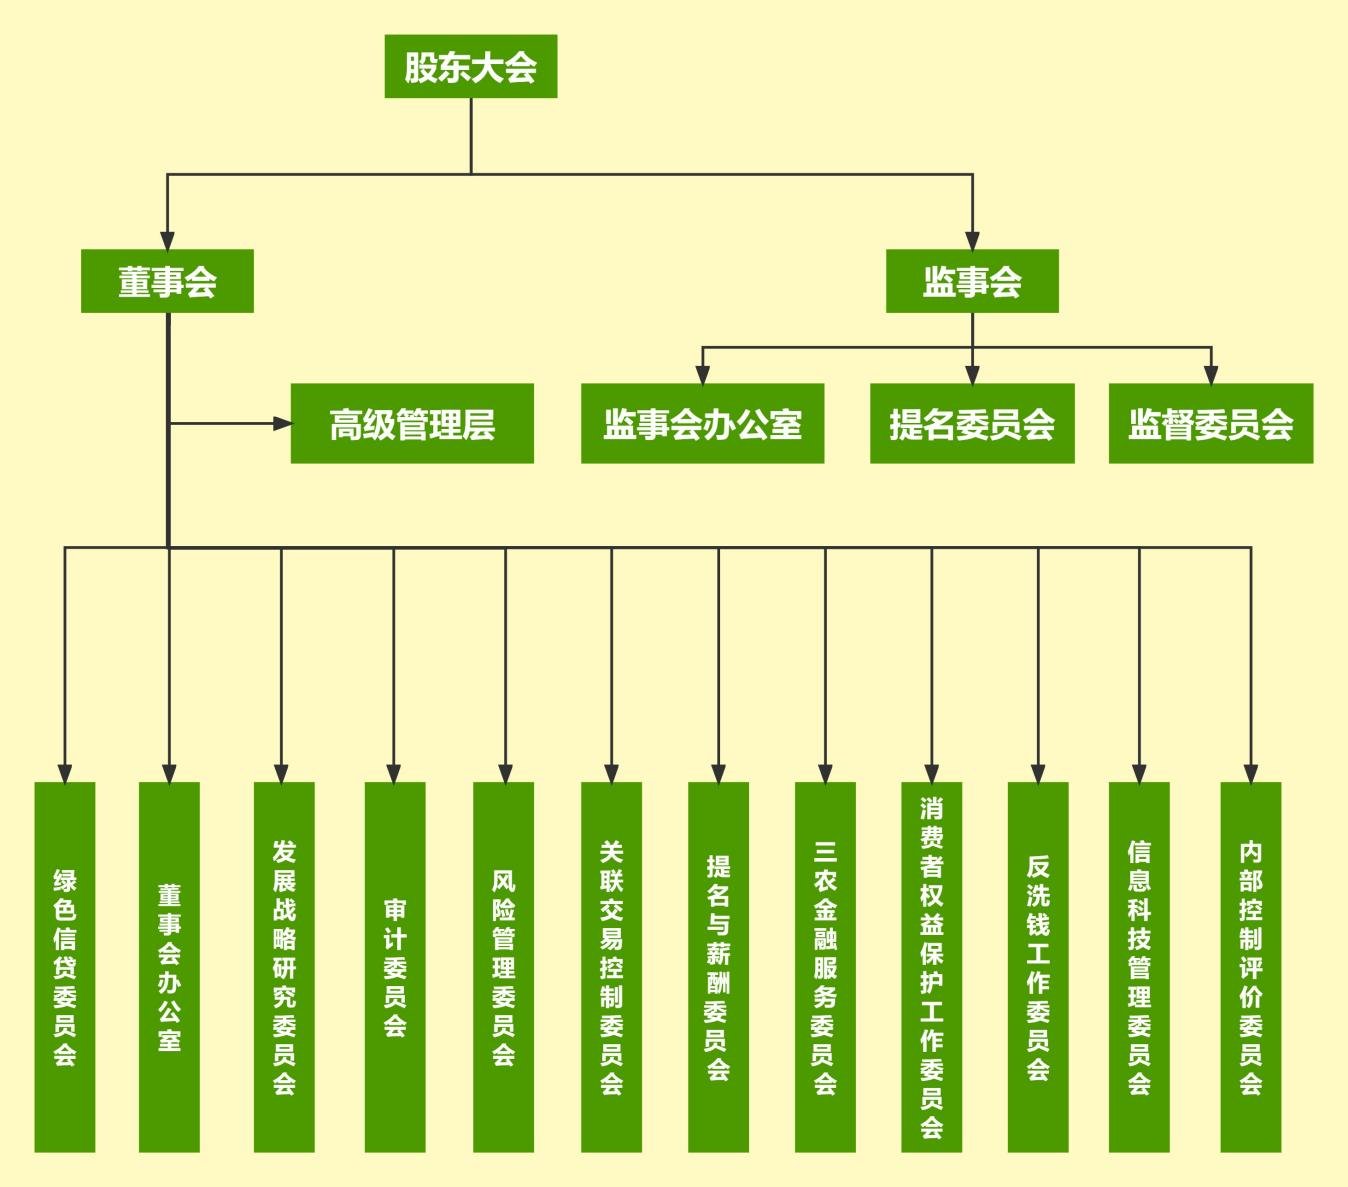 股东大会
董事会
监事会
高级管理层
监事会办公室
提名委员会
监督委员会
绿色信贷委员会
董事会办公室
发展战略研究委员会
审计委员会
风险管理委员会
关联交易控制委员会
提名与薪酬委员会
三农金融服务委员会
消费者权益保护工作委员会
反洗钱工作委员会
信息科技管理委员会
内部控制评价委员会